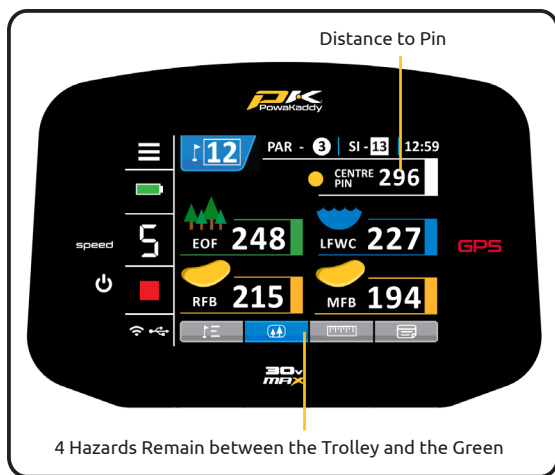 Distance to Pin
PK
PowaKaddy
12 PAR - 3 SI - 13 12:59
CENTRE PIN 296
EOF 248 LFWC 227
speed 5 GPS
RFB 215 MFB 194
30v
MAX
4 Hazards Remain between the Trolley and the Green